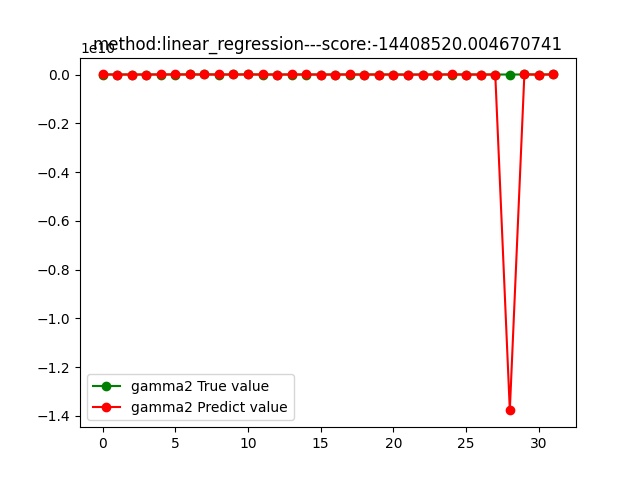 method:linear_regression---score:-14408520.004670741
1e10
0.0
−0.2
−0.4
−0.6
−0.8
−1.0
−1.2
−1.4
gamma2 True value
gamma2 Predict value
0 5 10 15 20 25 30